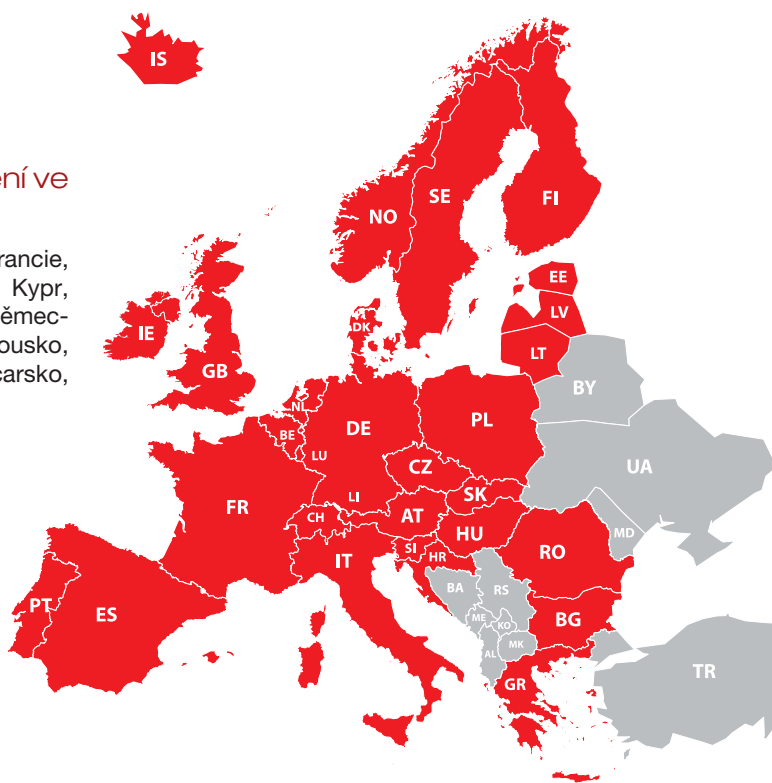 ení ve
rancie,
Kypr,
ěmec-
ousko,
carsko,
IS
NO
SE
FI
EE
LV
LT
DK
IE
GB
BY
NL
BE
DE
PL
LU
UA
CZ
LI
SK
FR
CH
AT
HU
MD
IT
SI
HR
RO
BA
RS
PT
ES
ME
KO
BG
AL
MK
GR
TR